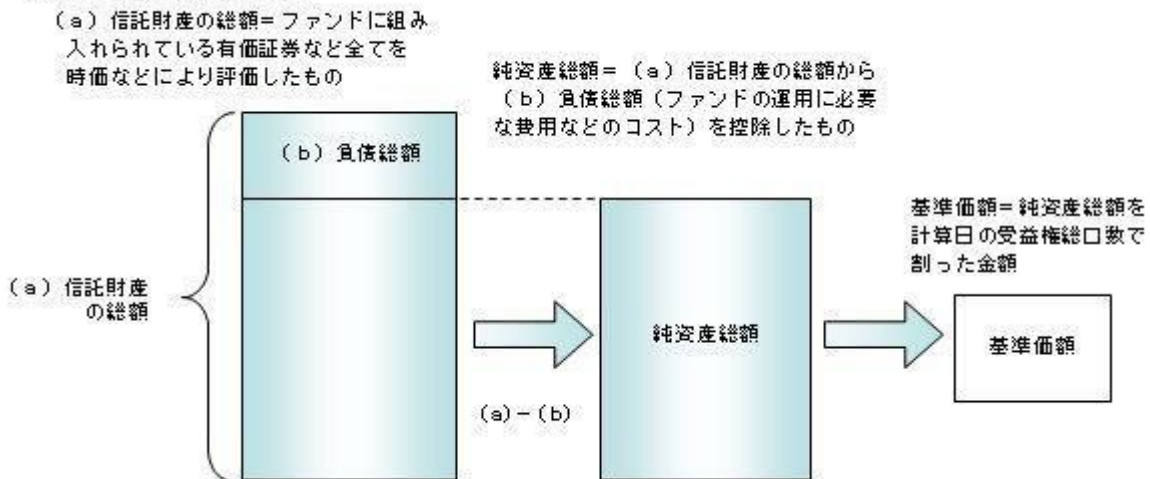 (a) 信託財産の総額=ファンドに組み
入れられている有価証券など全てを
時価などにより評価したもの
純資産総額=(a)信託財産の総額から
(b)負債総額(ファンドの運用に必要
な費用などのコスト)を控除したもの
(b)負債総額
基準価額=純資産総額を
計算日の受益権総口数で
割った金額
(a)信託財産
の総額
純資産総額
基準価額
(a)-(b)